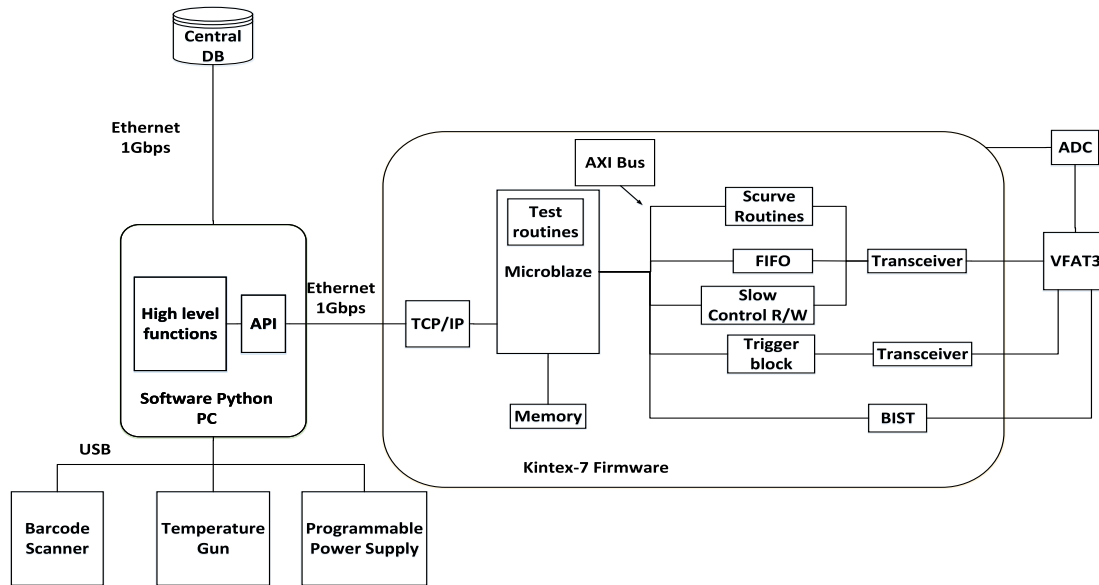 Central
DB
Ethernet
1Gbps
AXI Bus
ADC
Test
routines
Microblaze
Scurve
Routines
FIFO
Transceiver
VFAT3
Slow
Control R/W
Trigger
block
Transceiver
BIST
High level
functions
API
Ethernet
1Gbps
TCP/IP
Memory
Software Python
PC
Kintex-7 Firmware
USB
Barcode
Scanner
Temperature
Gun
Programmable
Power Supply